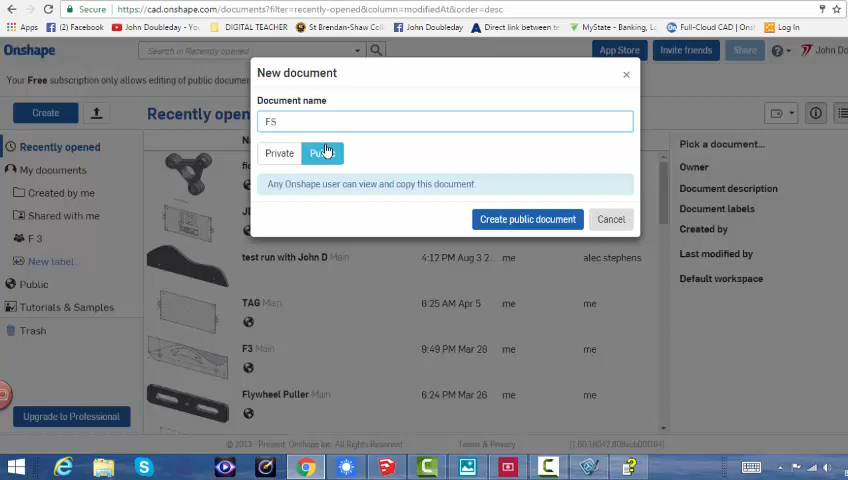 Secure https://cad.onshape.com/documents?filter=recently-opened&column=modifiedAt&order=desc
Apps [2] Facebook John Doubleday DIGITAL TEACHER St Brendan-Shaw Coll John Doubleday Direct link between te MyState - Banking, L Full-Cloud CAD | Ons Log In
Onshape Search in Recently opened App Store Invite friends Share John Do
Your Free subscription only allows editing of public docume
New document
Document name
FS
Private
Any Onshape user can view and copy this document.
Create public document Cancel
Create Recently ope
Recently opened
My documents
Created by me
Shared with me
F 3
New label
Public
Tutorials & Samples
Trash
Upgrade to Professional
test run with John D Main 4:12 PM Aug 3 me alec stephens
TAG Main 6:25 AM Apr 5 me me
F3 Main 9:49 PM Mar 28 me me
Flywheel Puller Main 6:24 PM Mar 26 me me
Pick a document...
Owner
Document description
Document labels
Created by
Last modified by
Default workspace
© 2013 - Present, Onshape Inc. All Rights Reserved. Terms & Privacy